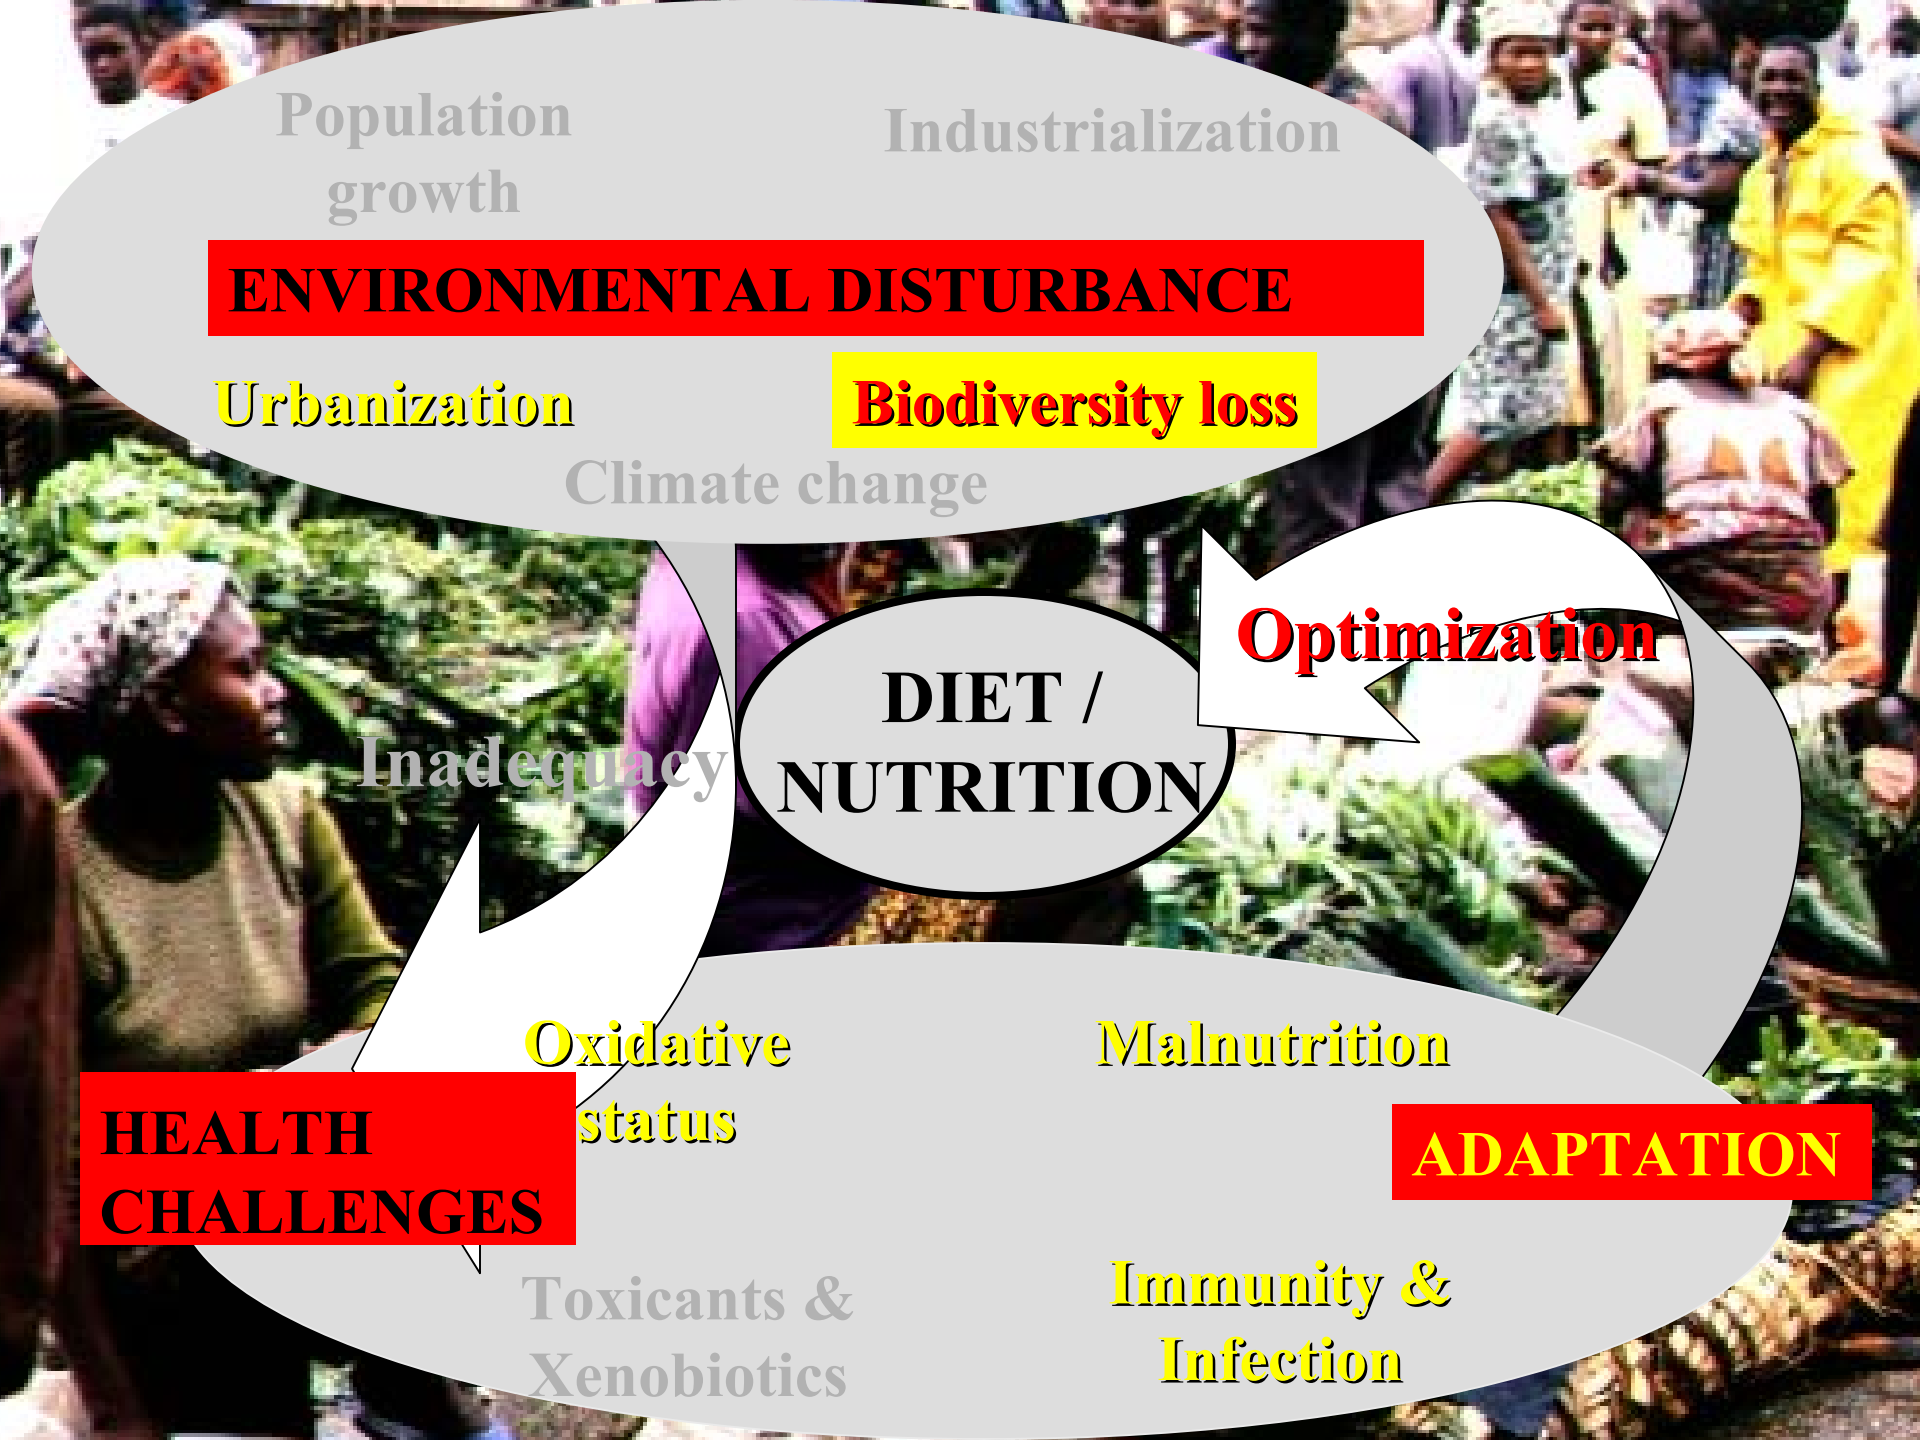 Population
growth
Industrialization
ENVIRONMENTAL DISTURBANCE
Urbanization
Biodiversity loss
Climate change
Optimization
DIET /
NUTRITION
Inadequacy
Oxidative
status
Malnutrition
HEALTH
CHALLENGES
ADAPTATION
Toxicants &
Xenobiotics
Immunity &
Infection